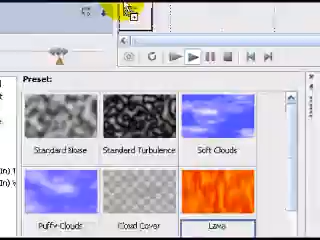 Preset:
Standard Noise Standard Turbulence Soft Clouds
Puffy Clouds Cloud Cover Lava